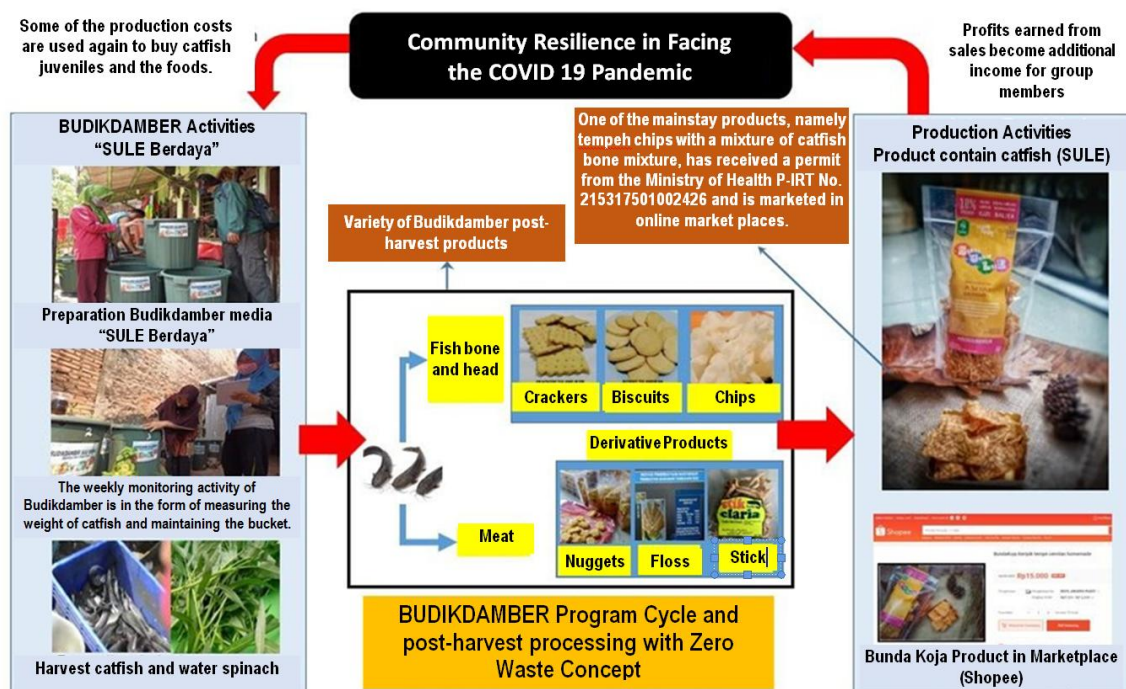 Some of the production costs
are used again to buy catfish
juveniles and the foods.
Community Resilience in Facing
the COVID 19 Pandemic
Profits earned from
sales become additional
income for group
members
BUDIKDAMBER Activities
“SULE Berdaya”
Preparation Budikdamber media
“SULE Berdaya”
The weekly monitoring activity of
Budikdamber is in the form of measuring the
weight of catfish and maintaining the bucket.
Harvest catfish and water spinach
Variety of Budikdamber post-
harvest products
One of the mainstay products, namely
tempeh chips with a mixture of catfish
bone mixture, has received a permit
from the Ministry of Health P-IRT No.
215317501002426 and is marketed in
online market places.
Fish bone
and head
Crackers
Biscuits
Chips
Derivative Products
Meat
stik
claria
Nuggets
Floss
Stick
BUDIKDAMBER Program Cycle and
post-harvest processing with Zero
Waste Concept
Production Activities
Product contain catfish (SULE)
SULE
Shopee
Rp15.000
Bunda Koja Product in Marketplace
(Shopee)